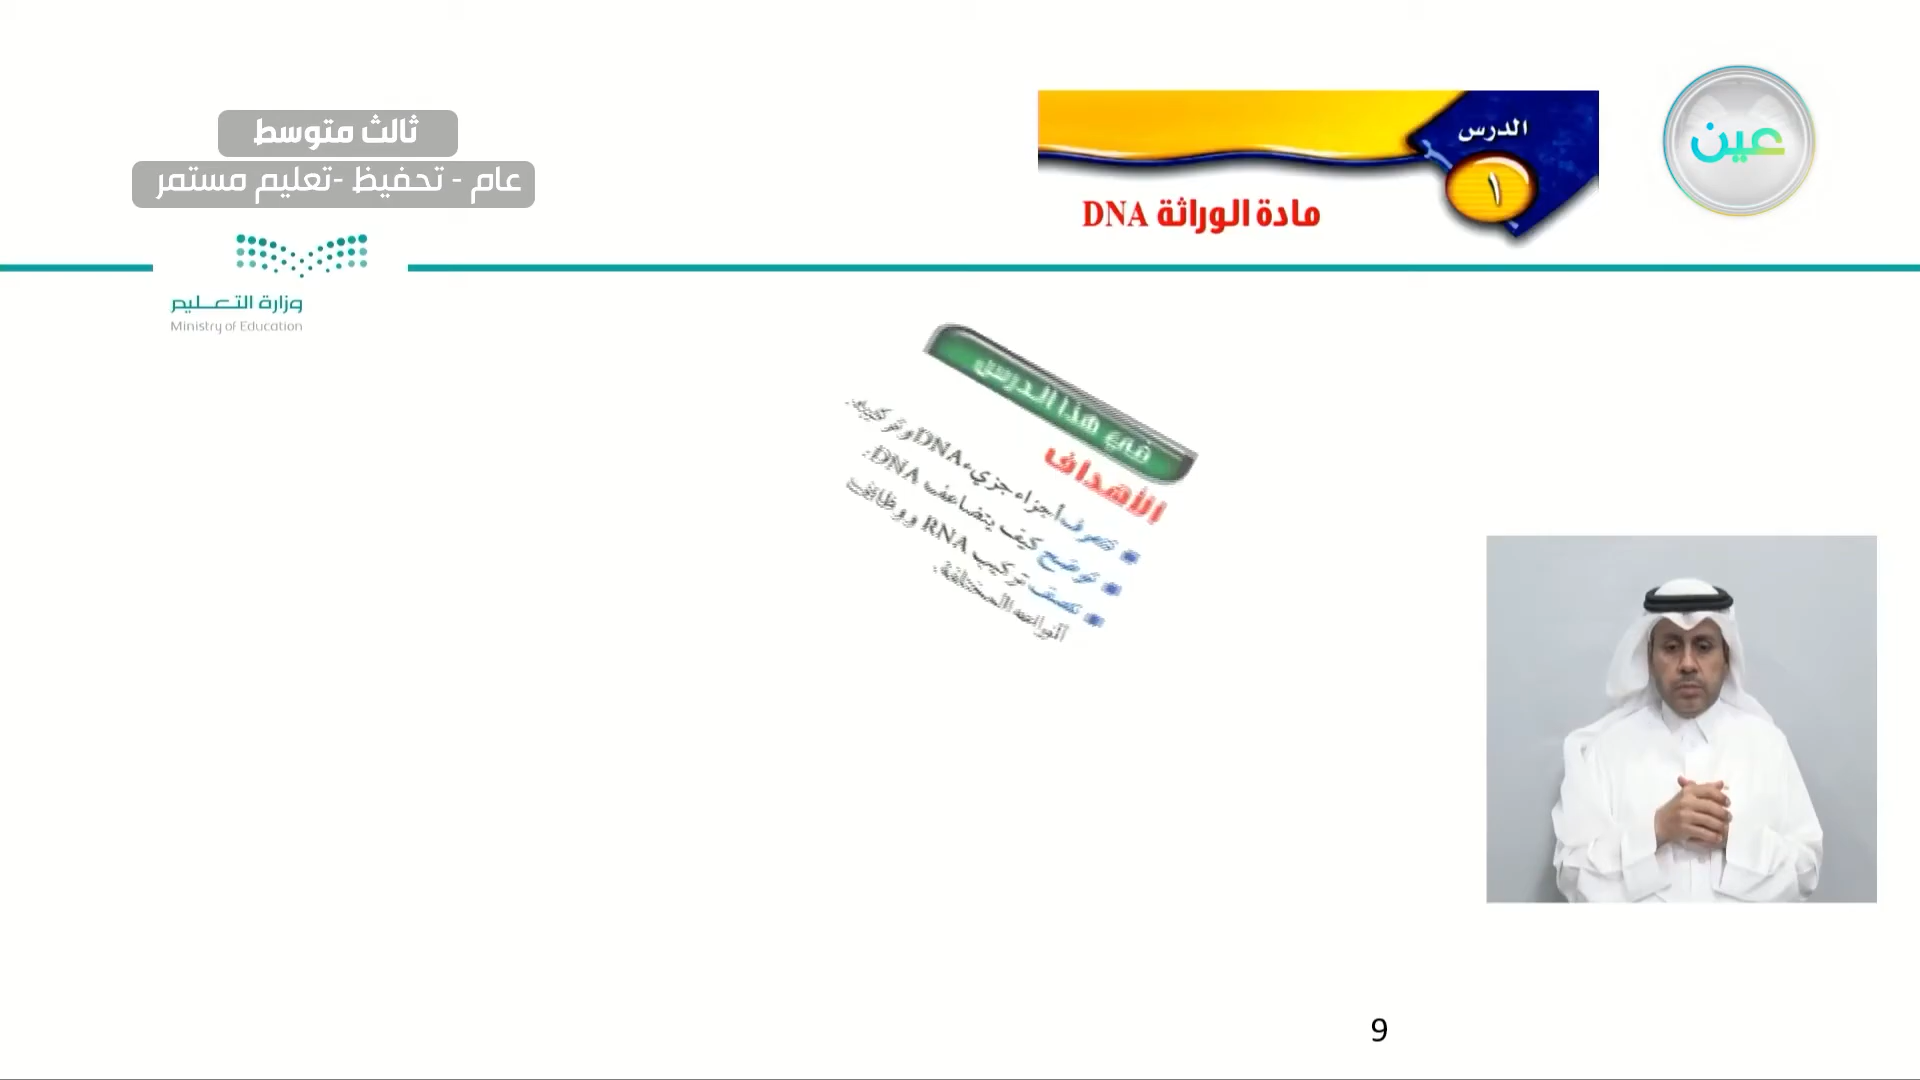 ثالث متوسط
عام - تحفيظ -تعليم مستمر
وزارة التعليم
Ministry of Education
الدرس
١
مادة الوراثة DNA
عين
في هذا الدرس
الأهداف
▪ تتعرف أجزاء جزيء DNA وتركيبه.
▪ توضح كيف يتضاعف DNA.
▪ تصف تركيب RNA ووظائف
أنواعه المختلفة.
9